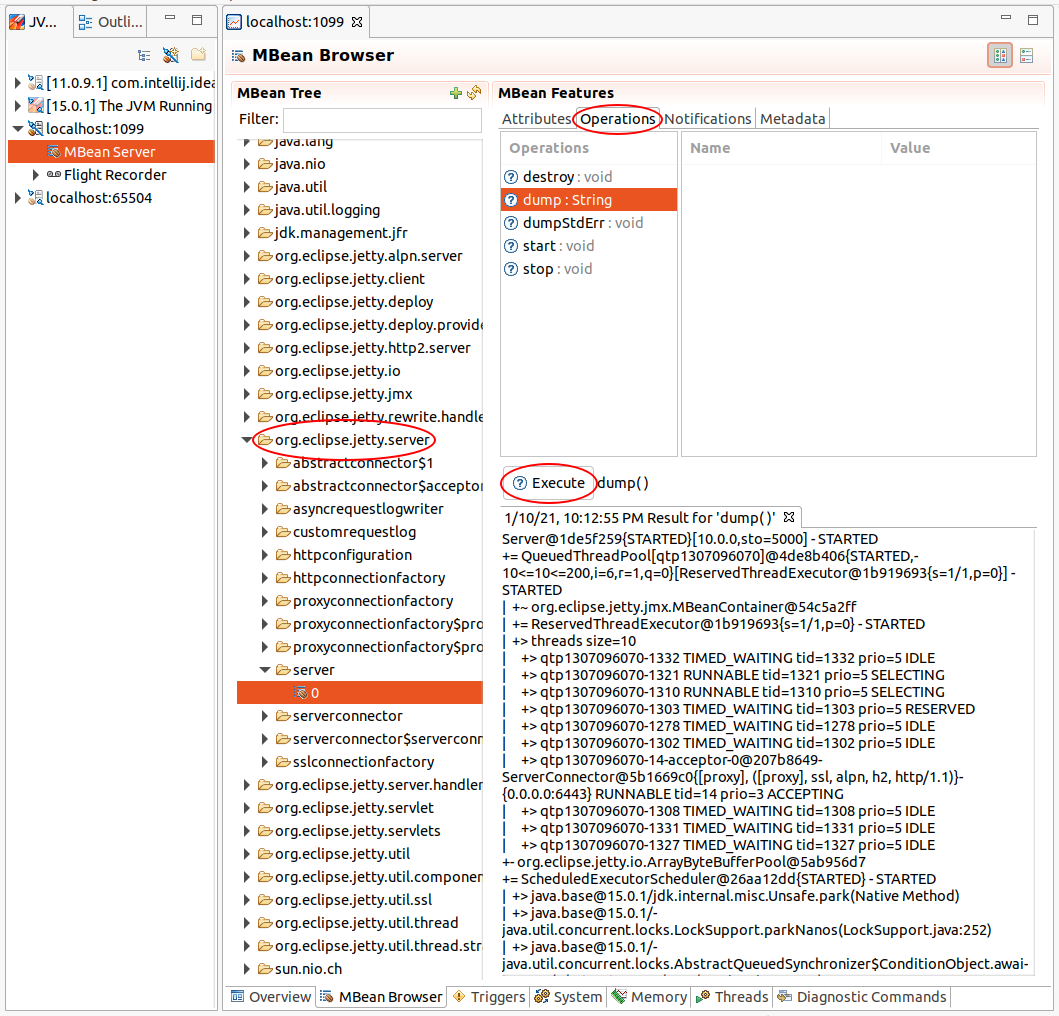 JV...
Outli...
[11.0.9.1] com.intellij.idea
[15.0.1] The JVM Running
localhost:1099
MBean Server
Flight Recorder
localhost:65504
localhost:1099
MBean Browser
MBean Tree
Filter:
java.lang
java.nio
java.util
java.util.logging
jdk.management.jfr
org.eclipse.jetty.alpn.server
org.eclipse.jetty.client
org.eclipse.jetty.deploy
org.eclipse.jetty.deploy.provide
org.eclipse.jetty.http2.server
org.eclipse.jetty.io
org.eclipse.jetty.jmx
org.eclipse.jetty.rewrite.handle
org.eclipse.jetty.server
abstractconnector$1
abstractconnector$acceptor
asyncrequestlogwriter
customrequestlog
httpconfiguration
httpconnectionfactory
proxyconnectionfactory
proxyconnectionfactory$pro
proxyconnectionfactory$pro
server
0
serverconnector
serverconnector$serverconn
sslconnectionfactory
org.eclipse.jetty.server.handler
org.eclipse.jetty.servlet
org.eclipse.jetty.servlets
org.eclipse.jetty.util
org.eclipse.jetty.util.componen
org.eclipse.jetty.util.ssl
org.eclipse.jetty.util.thread
org.eclipse.jetty.util.thread.str
sun.nio.ch
MBean Features
Attributes Operations Notifications Metadata
Operations
Name Value
destroy : void
dump : String
dumpStdErr : void
start : void
stop : void
Execute dump()
1/10/21, 10:12:55 PM Result for 'dump()'
Server@1de5f259{STARTED}[10.0.0,sto=5000] - STARTED
+= QueuedThreadPool[qtp1307096070]@4de8b406{STARTED,-
10<=10<=200,i=6,r=1,q=0}[ReservedThreadExecutor@1b919693{s=1/1,p=0}] -
STARTED
| +~ org.eclipse.jetty.jmx.MBeanContainer@54c5a2ff
| += ReservedThreadExecutor@1b919693{s=1/1,p=0} - STARTED
| +> threads size=10
| +> qtp1307096070-1332 TIMED_WAITING tid=1332 prio=5 IDLE
| +> qtp1307096070-1321 RUNNABLE tid=1321 prio=5 SELECTING
| +> qtp1307096070-1310 RUNNABLE tid=1310 prio=5 SELECTING
| +> qtp1307096070-1303 TIMED_WAITING tid=1303 prio=5 RESERVED
| +> qtp1307096070-1278 TIMED_WAITING tid=1278 prio=5 IDLE
| +> qtp1307096070-1302 TIMED_WAITING tid=1302 prio=5 IDLE
| +> qtp1307096070-14-acceptor-0@207b8649-
ServerConnector@5b1669c0{[proxy], ([proxy], ssl, alpn, h2, http/1.1)}-
{0.0.0.0:6443} RUNNABLE tid=14 prio=3 ACCEPTING
| +> qtp1307096070-1308 TIMED_WAITING tid=1308 prio=5 IDLE
| +> qtp1307096070-1331 TIMED_WAITING tid=1331 prio=5 IDLE
| +> qtp1307096070-1327 TIMED_WAITING tid=1327 prio=5 IDLE
+- org.eclipse.jetty.io.ArrayByteBufferPool@5ab956d7
+= ScheduledExecutorScheduler@26aa12dd{STARTED} - STARTED
| +> java.base@15.0.1/jdk.internal.misc.Unsafe.park(Native Method)
| +> java.base@15.0.1/-
java.util.concurrent.locks.LockSupport.parkNanos(LockSupport.java:252)
| +> java.base@15.0.1/-
java.util.concurrent.locks.AbstractQueuedSynchronizer$ConditionObject.awai-
Overview MBean Browser Triggers System Memory Threads Diagnostic Commands